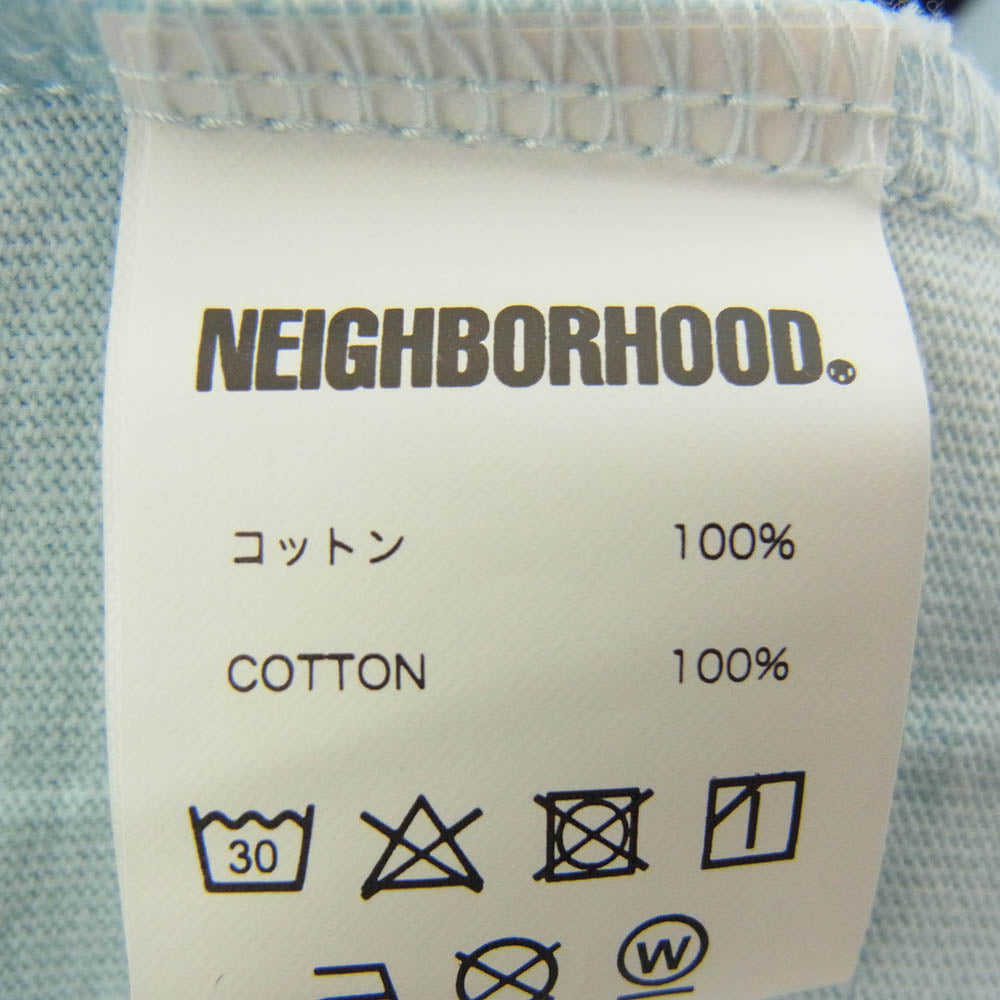 NEIGHBORHOOD.
コットン 100%
COTTON 100%
30
W